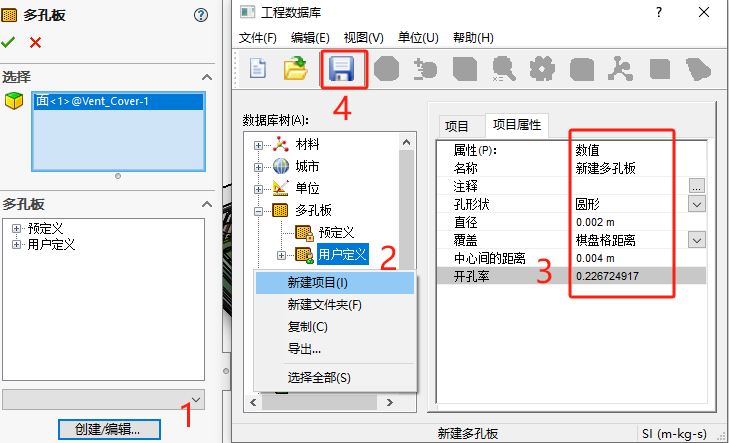 多孔板
选择
面<1>@Vent_Cover-1
多孔板
预定义
用户定义
1
创建/编辑...
工程数据库
文件(F) 编辑(E) 视图(V) 单位(U) 帮助(H)
4
数据库树(A):
材料
城市
单位
多孔板
预定义
用户定义
2
新建项目(I)
新建文件夹(F)
复制(C)
导出...
选择全部(S)
项目 项目属性
属性(P): 数值
名称 新建多孔板
注释 ...
孔形状 圆形
直径 0.002 m
覆盖 棋盘格距离
中心间的距离 0.004 m
开孔率 0.226724917
3
新建多孔板 SI (m-kg-s)